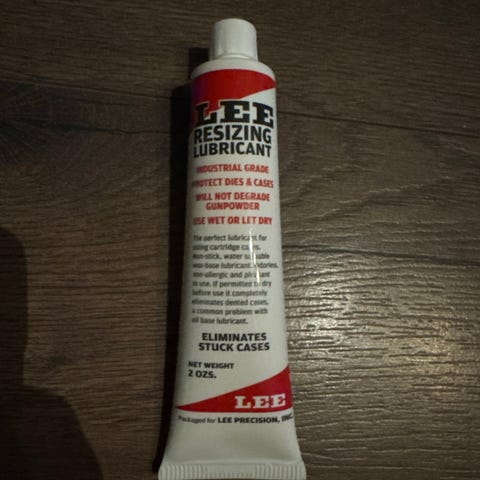 LEE
RESIZING
LUBRICANT
INDUSTRIAL GRADE
PROTECT DIES & CASES
WILL NOT DEGRADE
GUNPOWDER
USE WET OR LET DRY
The perfect lubricant for
sizing cartridge cases.
Non-stick, water soluble
wax-base lubricant. Odorless,
non-allergic and pleasant
to use. If permitted to dry
before use it completely
eliminates dented cases,
a common problem with
oil base lubricant.
ELIMINATES
STUCK CASES
NET WEIGHT
2 OZS.
LEE
Packaged for LEE PRECISION, INC.